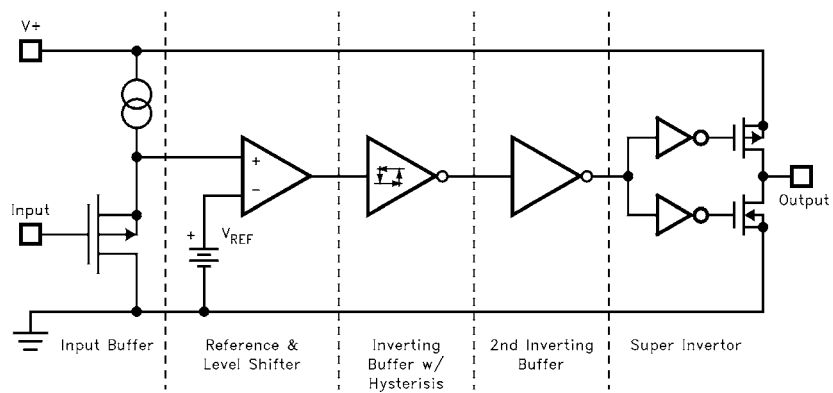 V+
+
−
Input
Output
+
VREF
Input Buffer
Reference &
Level Shifter
Inverting
Buffer w/
Hysterisis
2nd Inverting
Buffer
Super Invertor